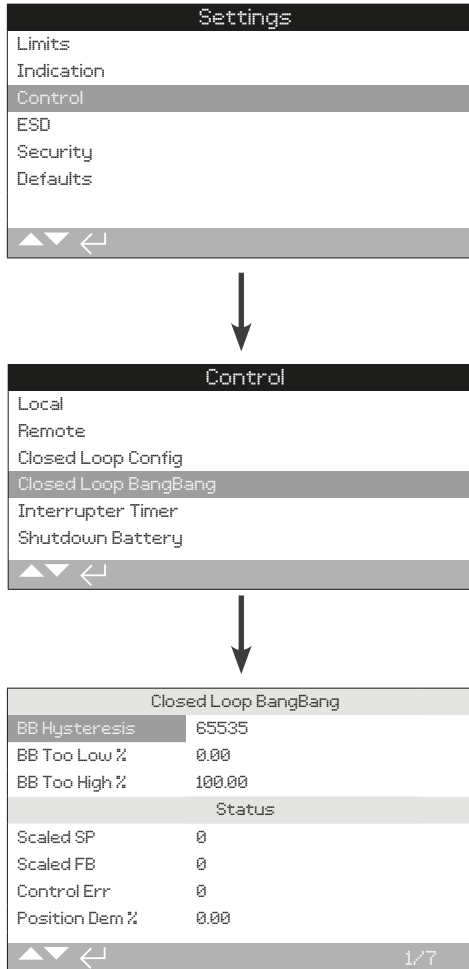 Settings
Limits
Indication
Control
ESD
Security
Defaults
Control
Local
Remote
Closed Loop Config
Closed Loop BangBang
Interrupter Timer
Shutdown Battery
Closed Loop BangBang
BB Hysteresis 65535
BB Too Low % 0.00
BB Too High % 100.00
Status
Scaled SP 0
Scaled FB 0
Control Err 0
Position Dem % 0.00
1/7